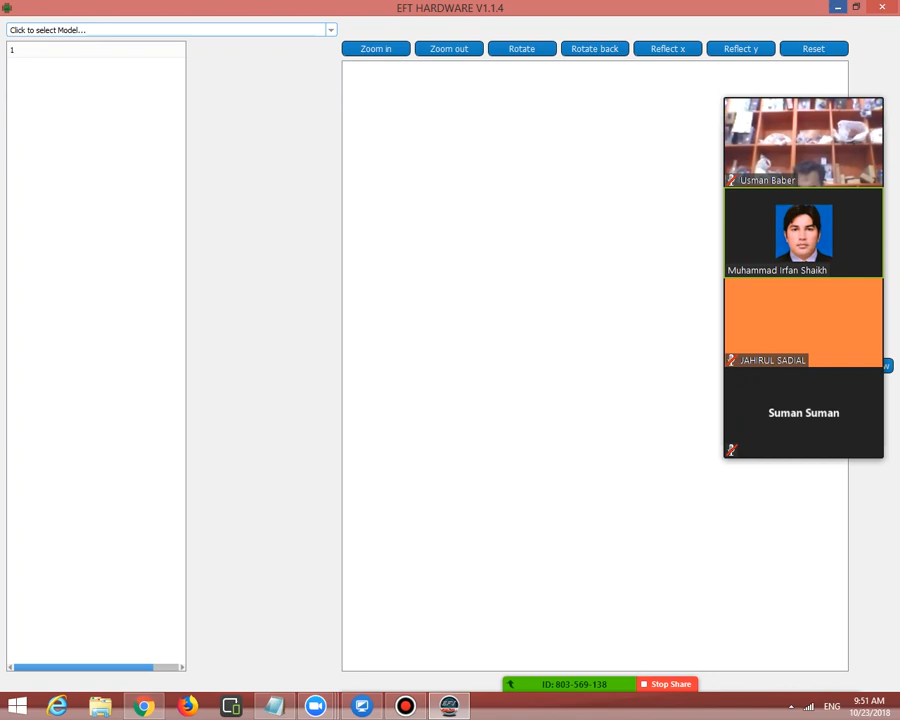 EFT HARDWARE V1.1.4
Click to select Model...
1
Zoom in
Zoom out
Rotate
Rotate back
Reflect x
Reflect y
Reset
Usman Baber
Muhammad Irfan Shaikh
JAHIRUL SADIAL
w
Suman Suman
ID: 803-569-138
Stop Share
EFT
ENG
9:51 AM
10/23/2018